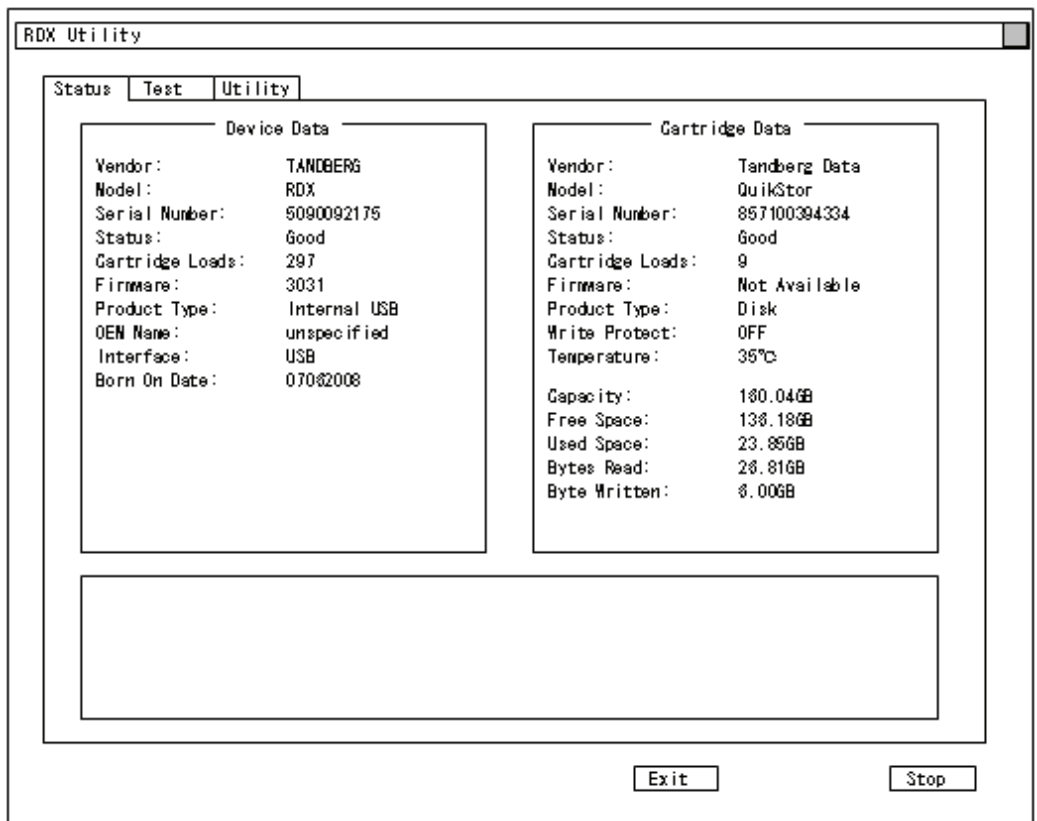 RDX Utility
Status
Test
Utility
Device Data
Vendor: TANDBERG
Model: RDX
Serial Number: 5090092175
Status: Good
Cartridge Loads: 297
Firmware: 3031
Product Type: Internal USB
OEM Name: unspecified
Interface: USB
Born On Date: 07062008
Cartridge Data
Vendor: Tandberg Data
Model: QuikStor
Serial Number: 857100394334
Status: Good
Cartridge Loads: 9
Firmware: Not Available
Product Type: Disk
Write Protect: OFF
Temperature: 35℃
Capacity: 160.04GB
Free Space: 136.18GB
Used Space: 23.85GB
Bytes Read: 26.81GB
Byte Written: 6.00GB
Exit
Stop